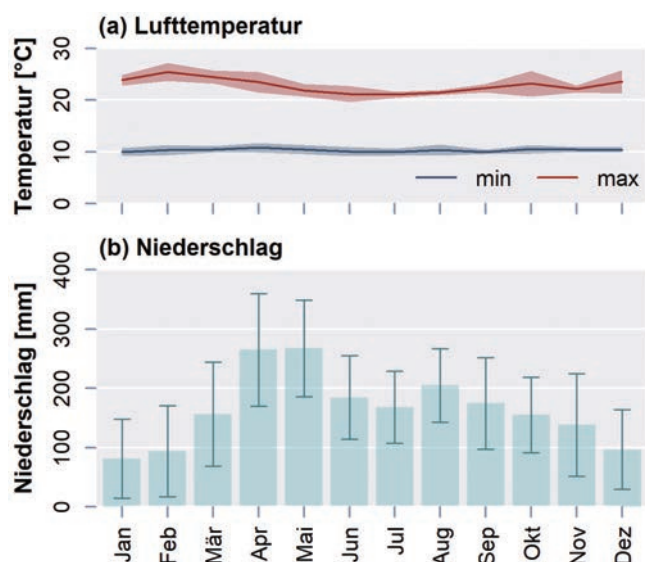 (a) Lufttemperatur
Temperatur [°C]
30
20
10
0
min max
(b) Niederschlag
Niederschlag [mm]
400
300
200
100
0
Jan Feb Mär Apr Mai Jun Jul Aug Sep Okt Nov Dez